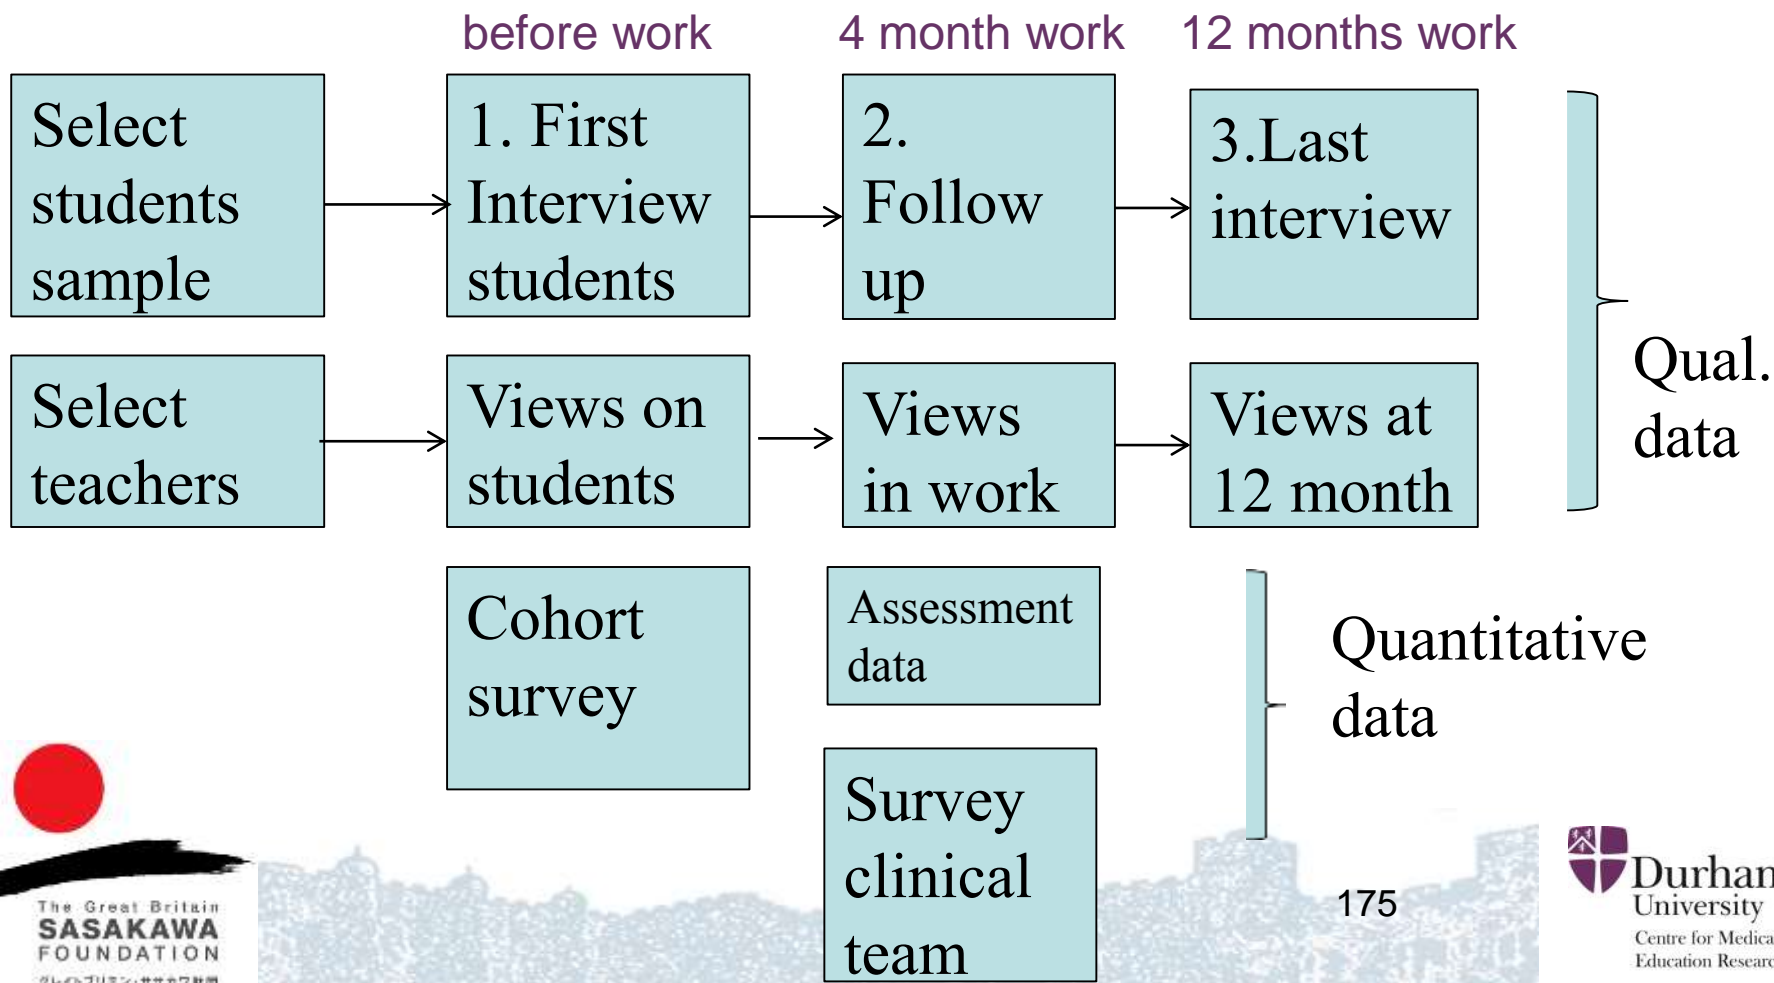 before work
4 month work
12 months work
Select
students
sample
1. First
Interview
students
2.
Follow
up
3.Last
interview
Select
teachers
Views on
students
Views
in work
Views at
12 month
Qual.
data
Cohort
survey
Assessment
data
Survey
clinical
team
Quantitative
data
The Great Britain
SASAKAWA
FOUNDATION
175
Durham
University
Centre for Medica
Education Researc